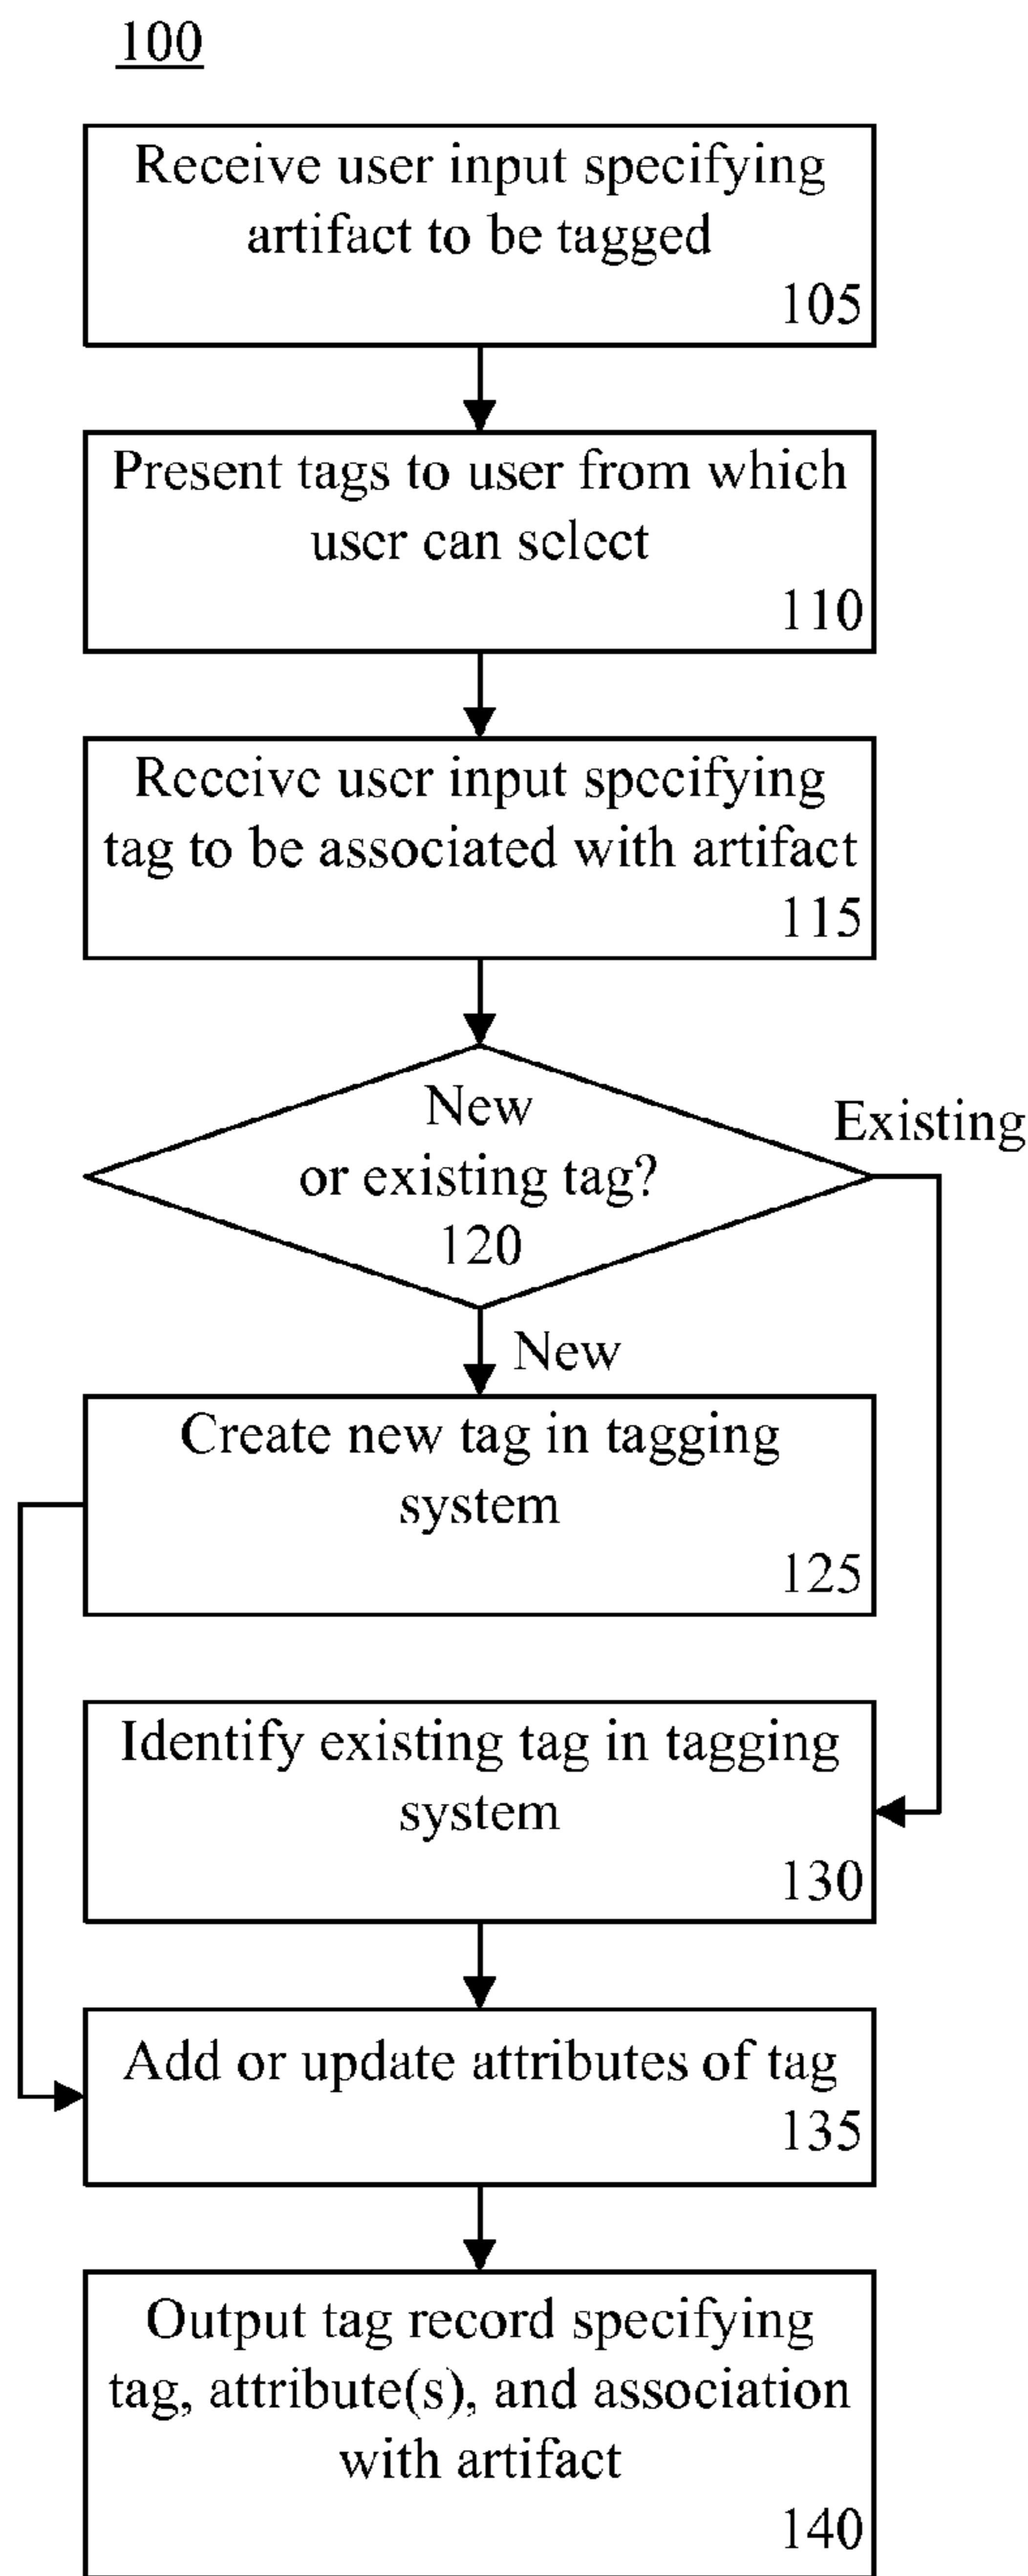 100
Receive user input specifying
artifact to be tagged
105
Present tags to user from which
user can select
110
Receive user input specifying
tag to be associated with artifact
115
New
or existing tag?
120
Existing
New
Create new tag in tagging
system
125
Identify existing tag in tagging
system
130
Add or update attributes of tag
135
Output tag record specifying
tag, attribute(s), and association
with artifact
140